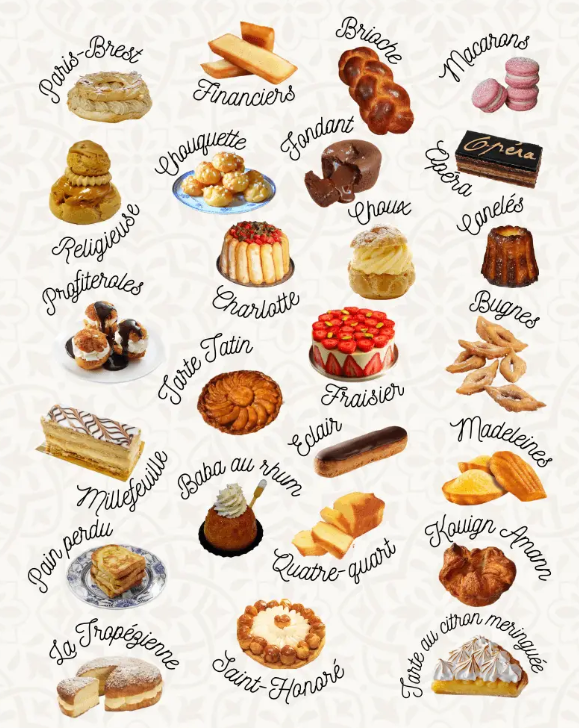 Paris-Brest
Financiers
Brioche
Macarons
Religieuse
Chouquette
Fondant
Opéra
Opéra
Choux
Canelés
Profiteroles
Charlotte
Fraisier
Bugnes
Tarte Tatin
Millefeuille
Eclair
Madeleines
Baba au rhum
Quatre-quart
Pain perdu
Kouign Amann
La Tropézienne
Saint-Honoré
Tarte au citron meringuée